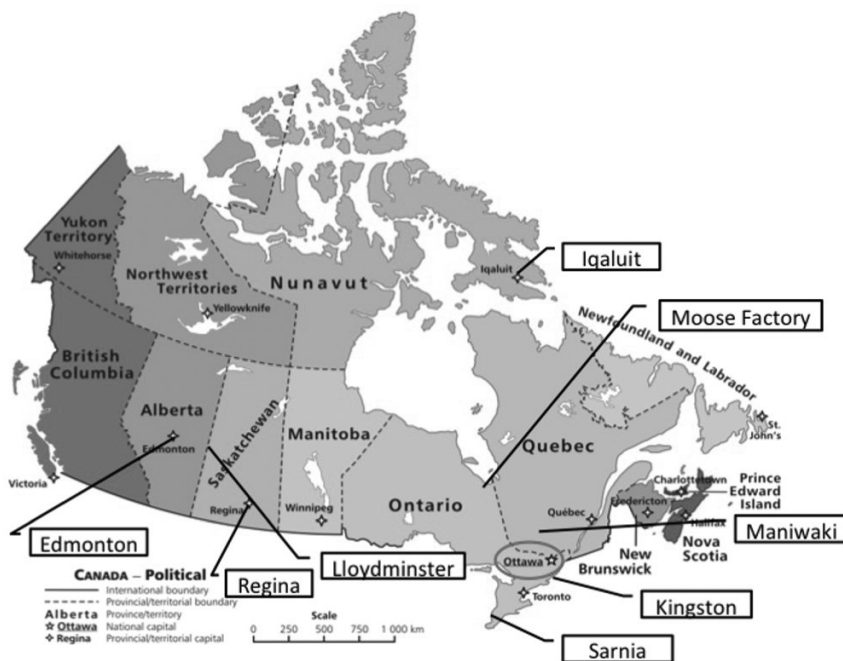 Yukon
Territory
Whitehorse
Northwest
Territories
Yellowknife
Nunavut
Iqaluit
Iqaluit
Moose Factory
Newfoundland and Labrador
British
Columbia
Alberta
Edmonton
Saskatchewan
Manitoba
Quebec
St.
John's
Victoria
Regina
Winnipeg
Ontario
Québec
Charlottetown
Prince
Edward
Island
Fredericton
Halifax
Nova
Scotia
Maniwaki
New
Brunswick
Edmonton
Regina
Lloydminster
Ottawa
Kingston
Toronto
Sarnia
CANADA – Political
International boundary
Provincial/territorial boundary
Alberta Province/territory
Ottawa National capital
Regina Provincial/territorial capital
Scale
0 250 500 750 1 000 km